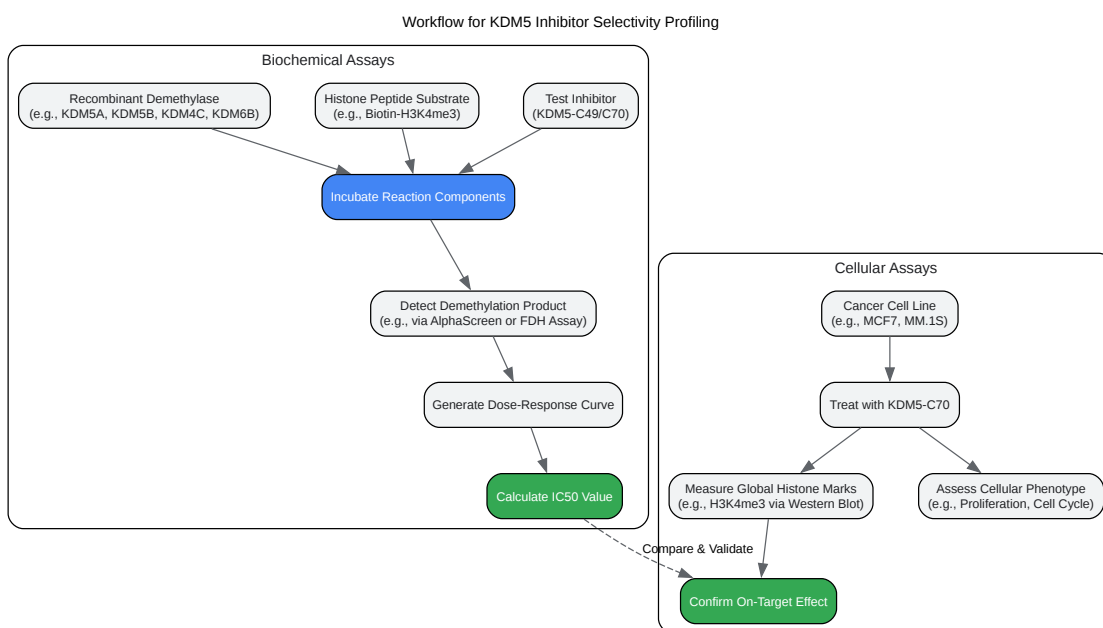 Workflow for KDM5 Inhibitor Selectivity Profiling
Biochemical Assays
Recombinant Demethylase
(e.g., KDM5A, KDM5B, KDM4C, KDM6B)
Histone Peptide Substrate
(e.g., Biotin-H3K4me3)
Test Inhibitor
(KDM5-C49/C70)
Incubate Reaction Components
Detect Demethylation Product
(e.g., via AlphaScreen or FDH Assay)
Generate Dose-Response Curve
Calculate IC50 Value
Cellular Assays
Cancer Cell Line
(e.g., MCF7, MM.1S)
Treat with KDM5-C70
Measure Global Histone Marks
(e.g., H3K4me3 via Western Blot)
Assess Cellular Phenotype
(e.g., Proliferation, Cell Cycle)
Compare & Validate
Confirm On-Target Effect